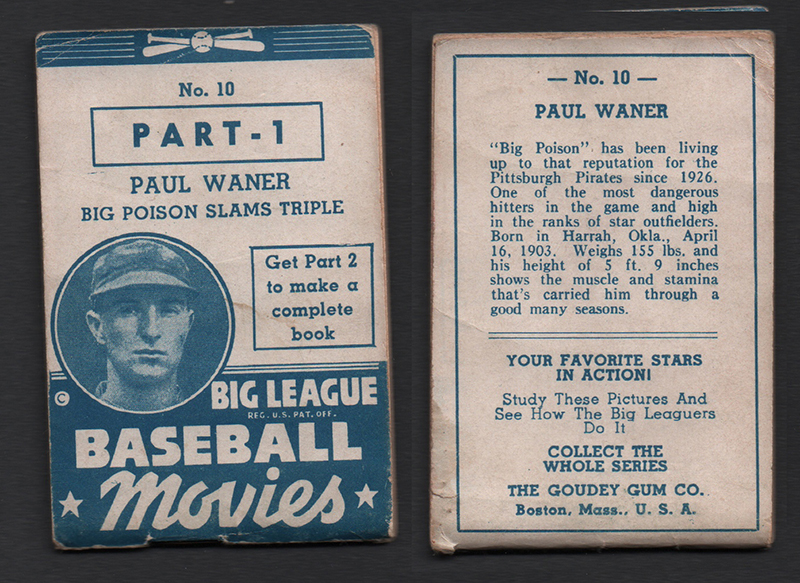 No. 10
PART-1
PAUL WANER
BIG POISON SLAMS TRIPLE
Get Part 2
to make a
complete
book
©
BIG LEAGUE
REG. U.S. PAT. OFF.
BASEBALL
Movies
— No. 10 —
PAUL WANER
"Big Poison" has been living
up to that reputation for the
Pittsburgh Pirates since 1926.
One of the most dangerous
hitters in the game and high
in the ranks of star outfielders.
Born in Harrah, Okla., April
16, 1903. Weighs 155 lbs. and
his height of 5 ft. 9 inches
shows the muscle and stamina
that's carried him through a
good many seasons.
YOUR FAVORITE STARS
IN ACTION!
Study These Pictures And
See How The Big Leaguers
Do It
COLLECT THE
WHOLE SERIES
THE GOUDEY GUM CO.
Boston, Mass., U. S. A.